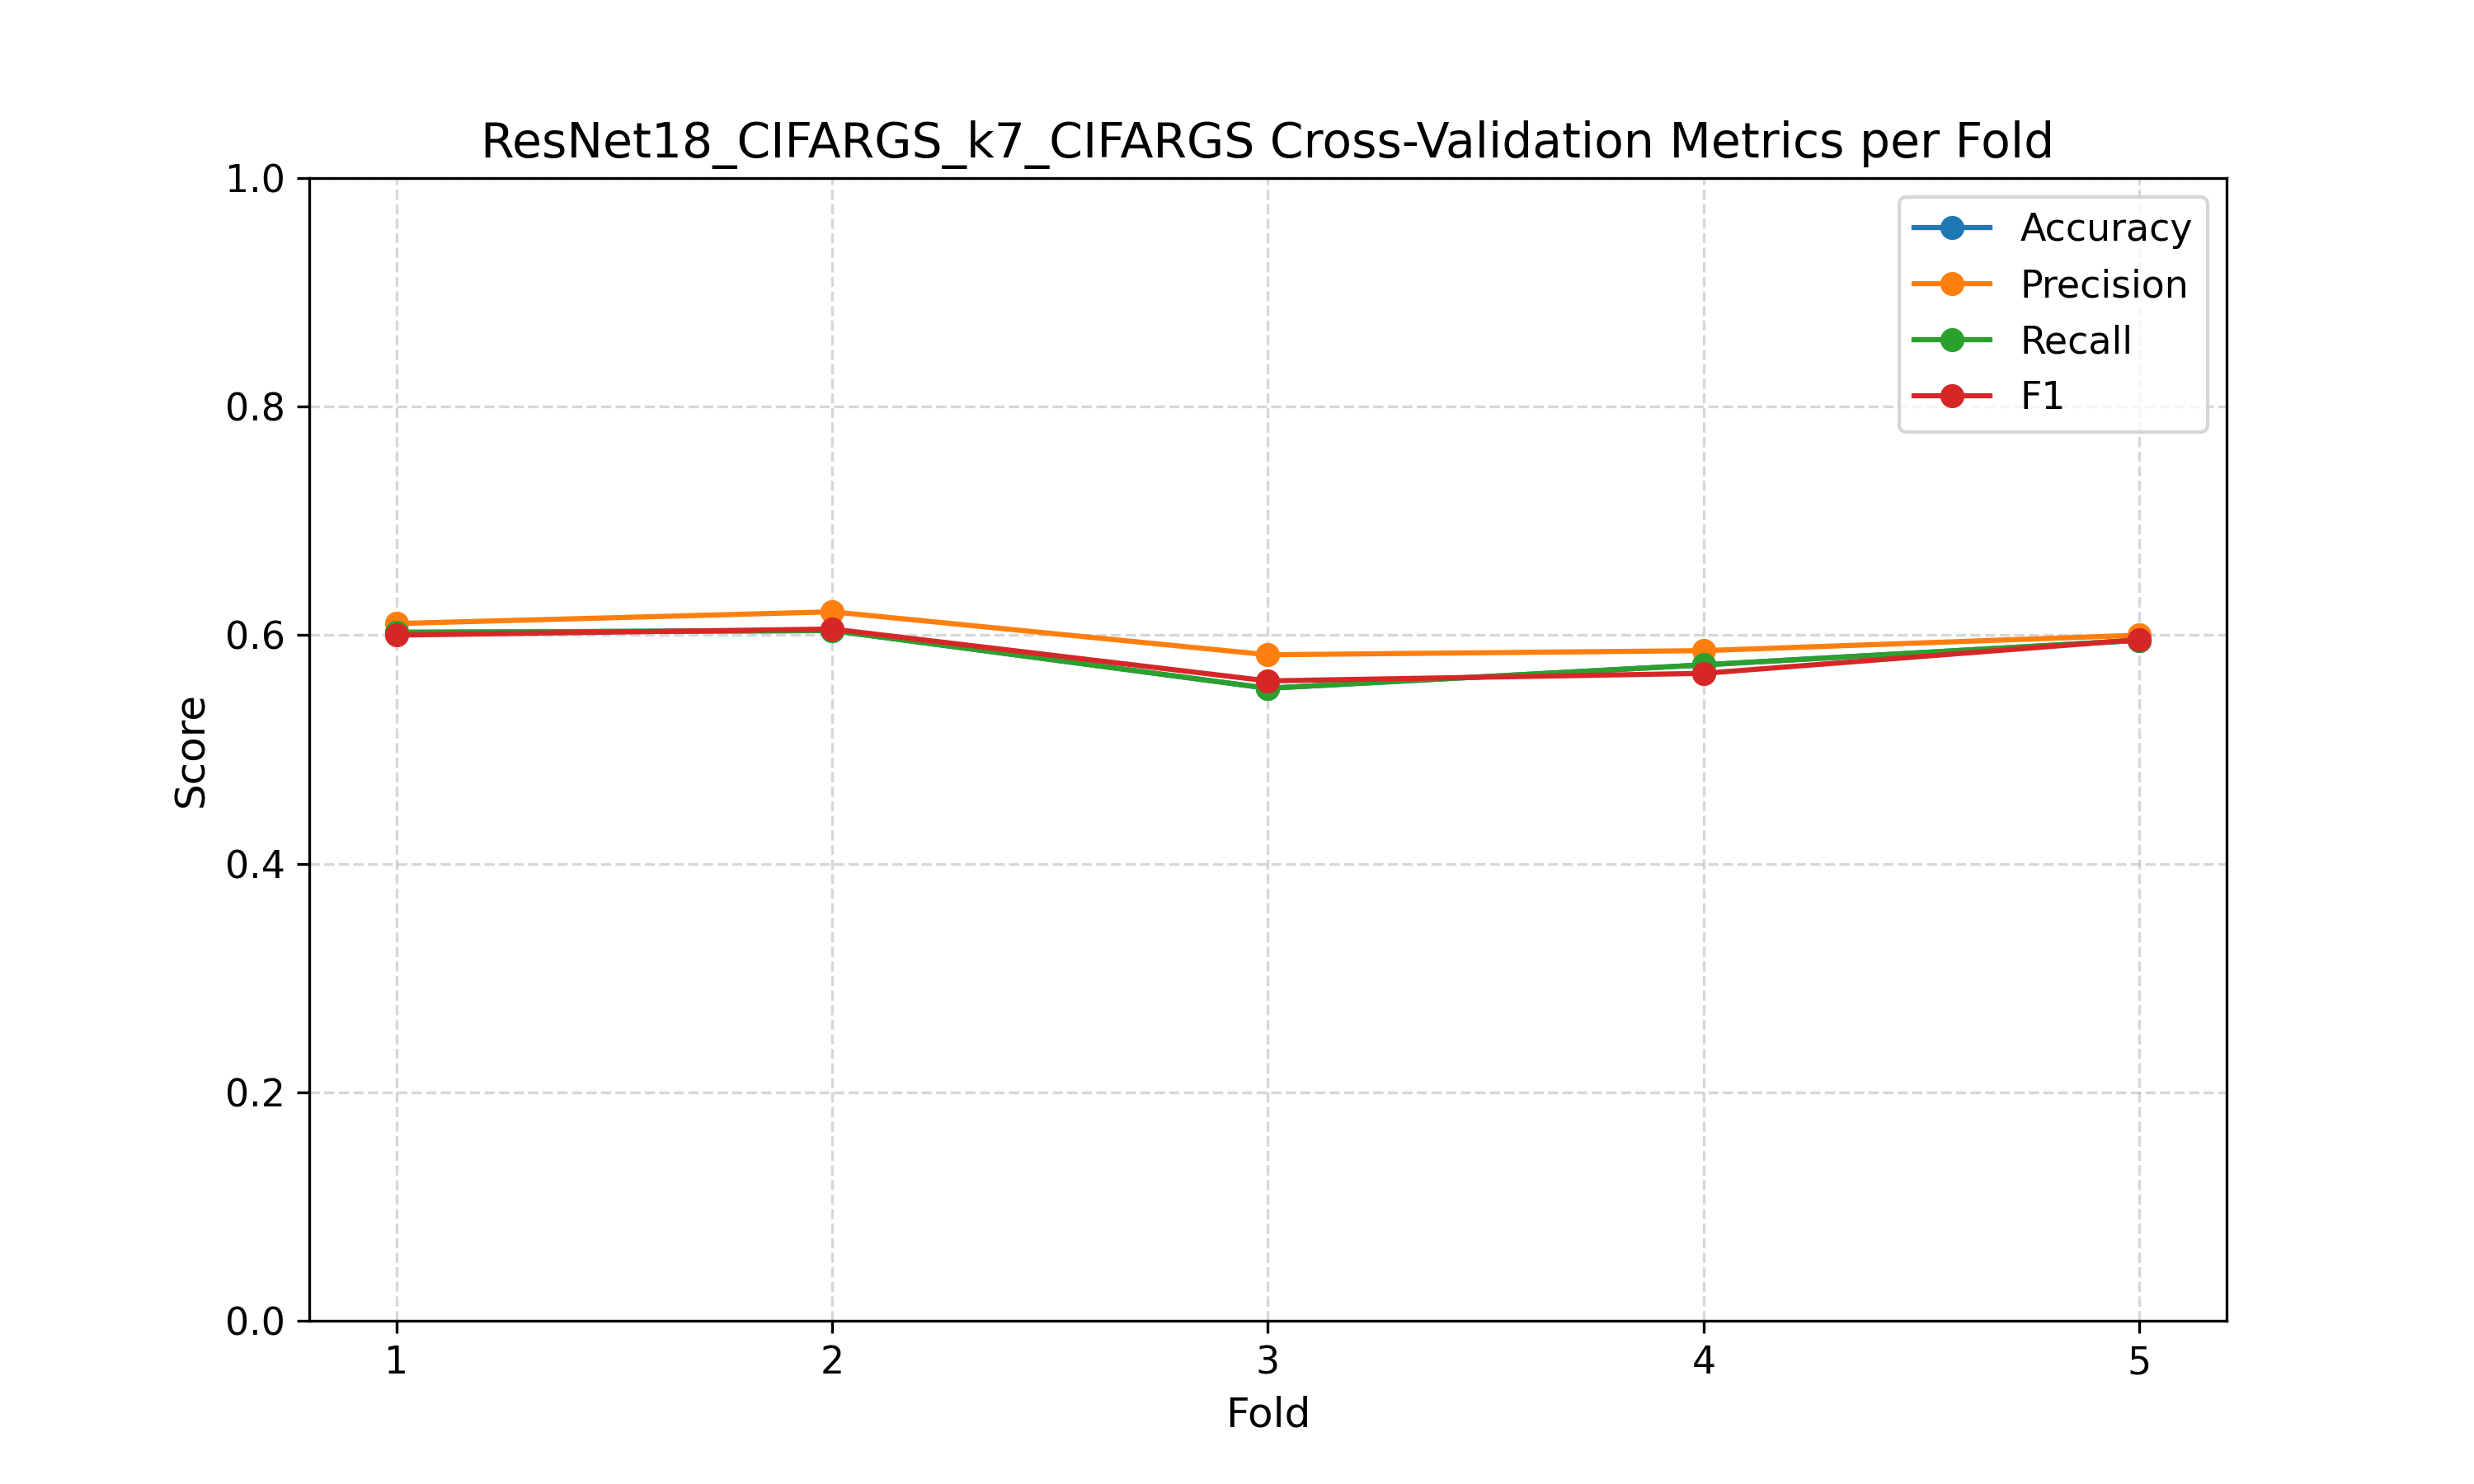 ResNet18_CIFARGS_k7_CIFARGS Cross-Validation Metrics per Fold
1.0
0.8
0.6
0.4
0.2
0.0
Score
Accuracy
Precision
Recall
F1
1 2 3 4 5
Fold